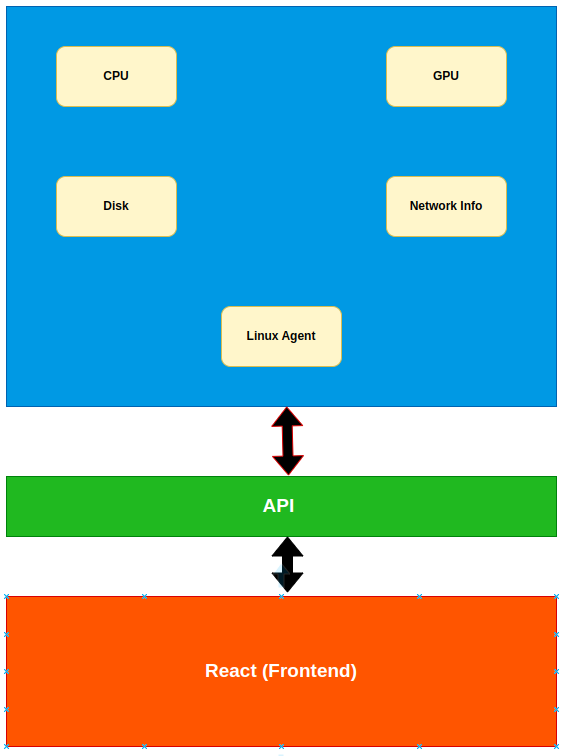 CPU
GPU
Disk
Network Info
Linux Agent
API
React (Frontend)